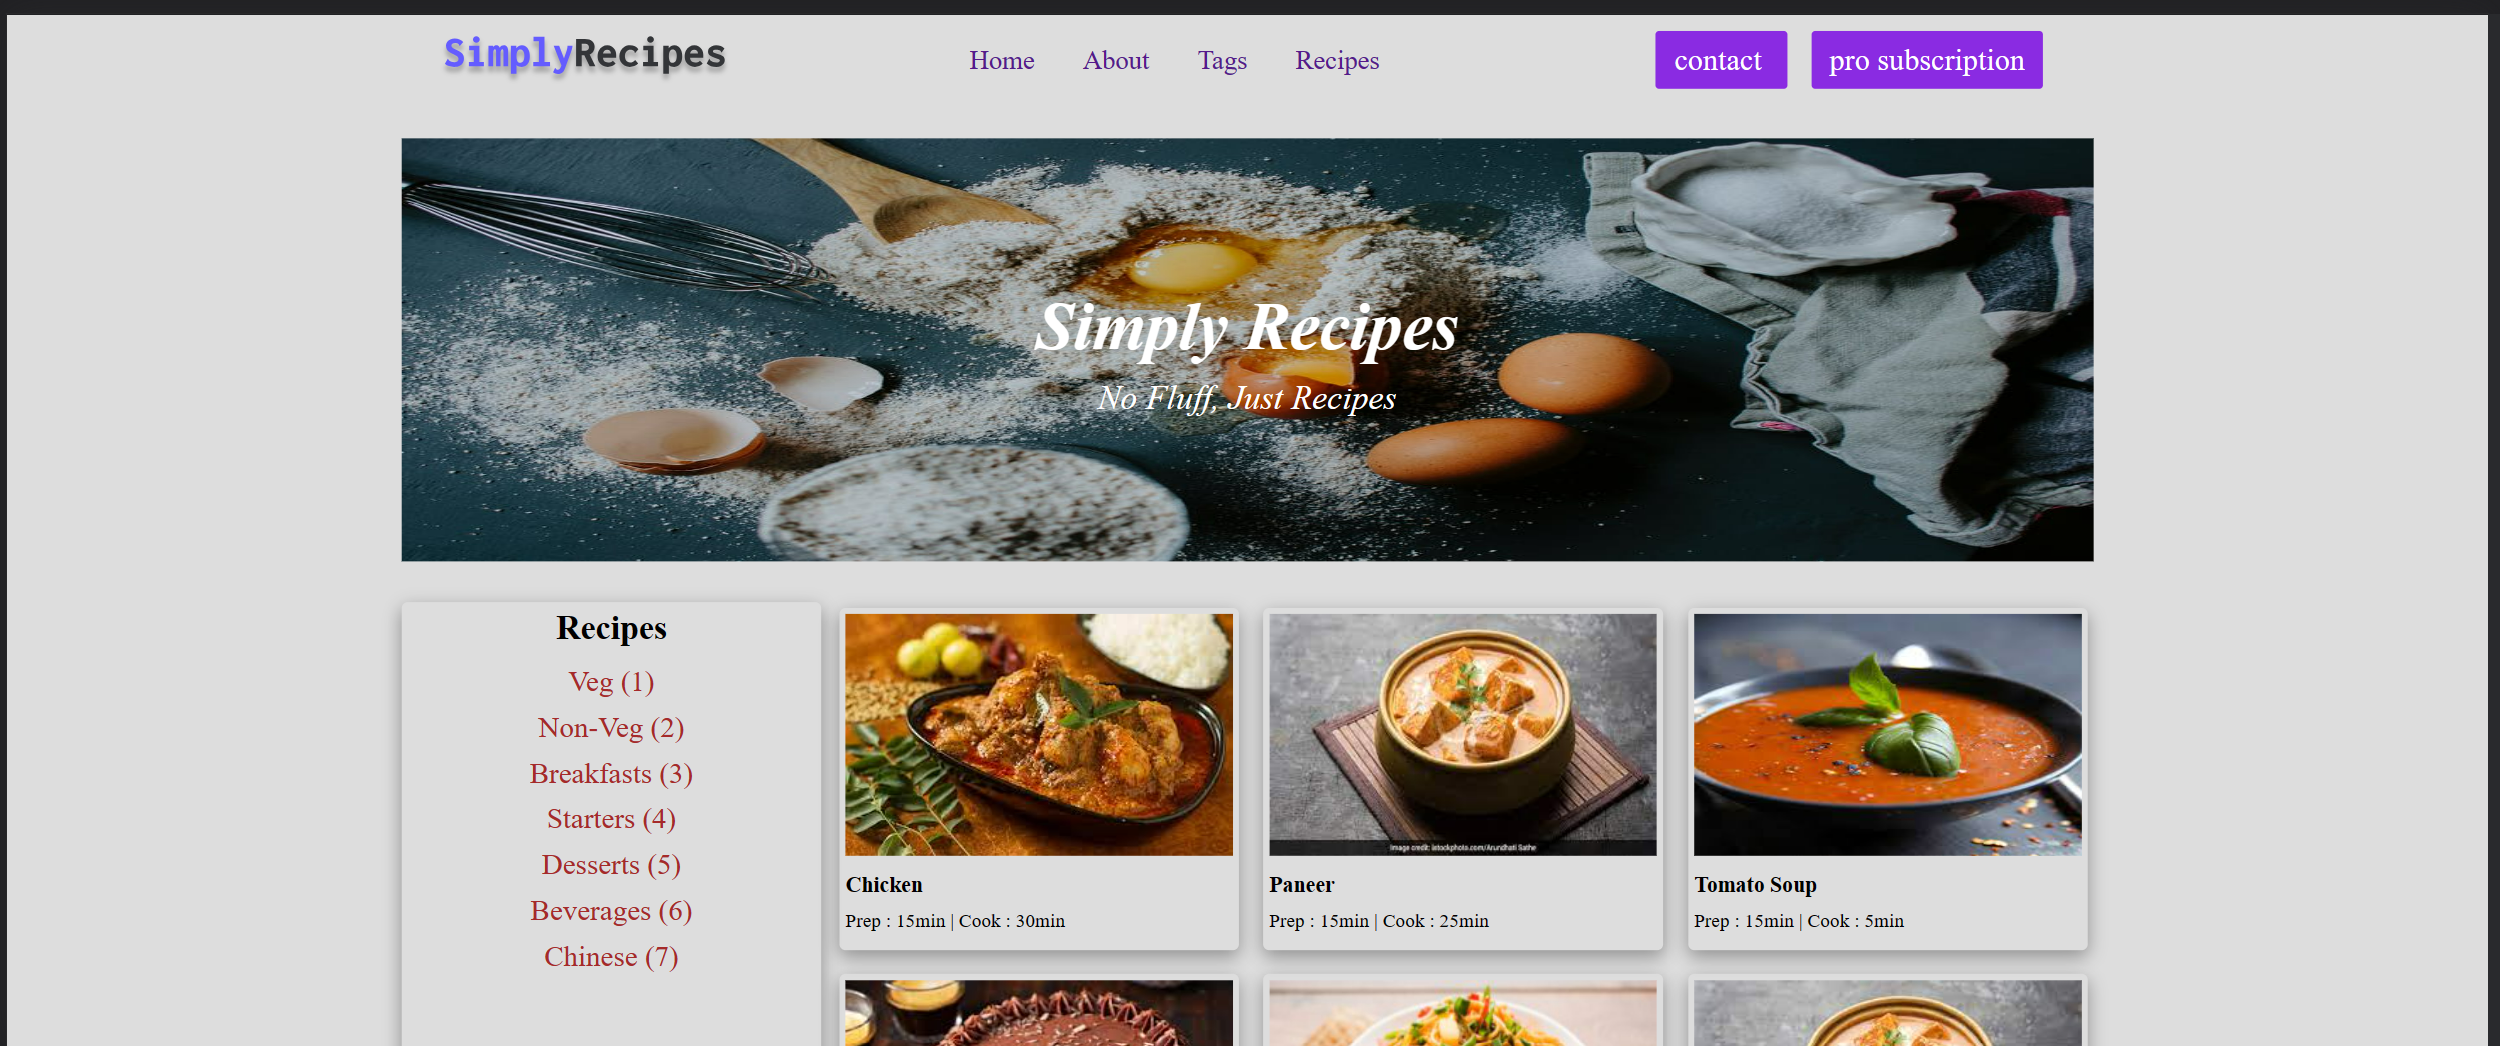 SimplyRecipes
Home About Tags Recipes
contact pro subscription
Simply Recipes
No Fluff, Just Recipes
Recipes
Veg (1)
Non-Veg (2)
Breakfasts (3)
Starters (4)
Desserts (5)
Beverages (6)
Chinese (7)
Image credit: istockphoto.com/Arundhati Sathe
Chicken
Prep : 15min | Cook : 30min
Paneer
Prep : 15min | Cook : 25min
Tomato Soup
Prep : 15min | Cook : 5min